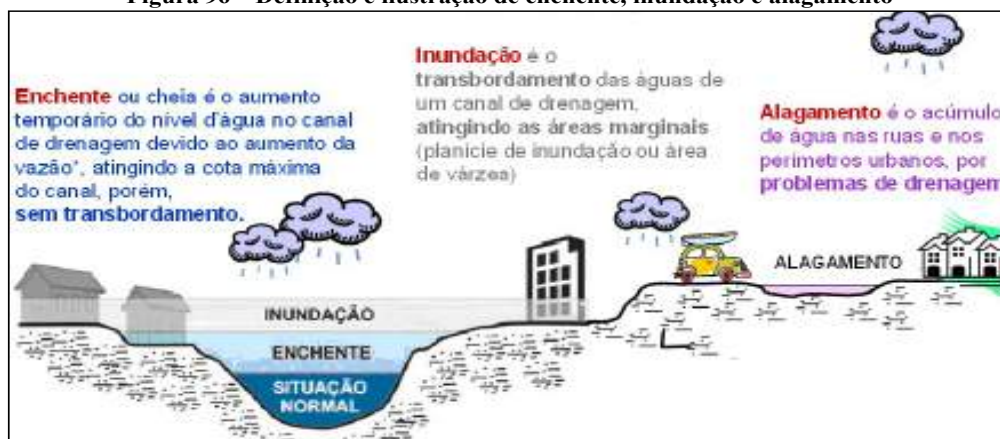 Figura 96 – Definição e ilustração de enchente, inundação e alagamento
Enchente ou cheia é o aumento
temporário do nível d'água no canal
de drenagem devido ao aumento da
vazão*, atingindo a cota máxima
do canal, porém,
sem transbordamento.
Inundação é o
transbordamento das águas de
um canal de drenagem,
atingindo as áreas marginais
(planície de inundação ou área
de várzea)
Alagamento é o acúmulo
de água nas ruas e nos
perímetros urbanos, por
problemas de drenagem
ALAGAMENTO
INUNDAÇÃO
ENCHENTE
SITUAÇÃO
NORMAL